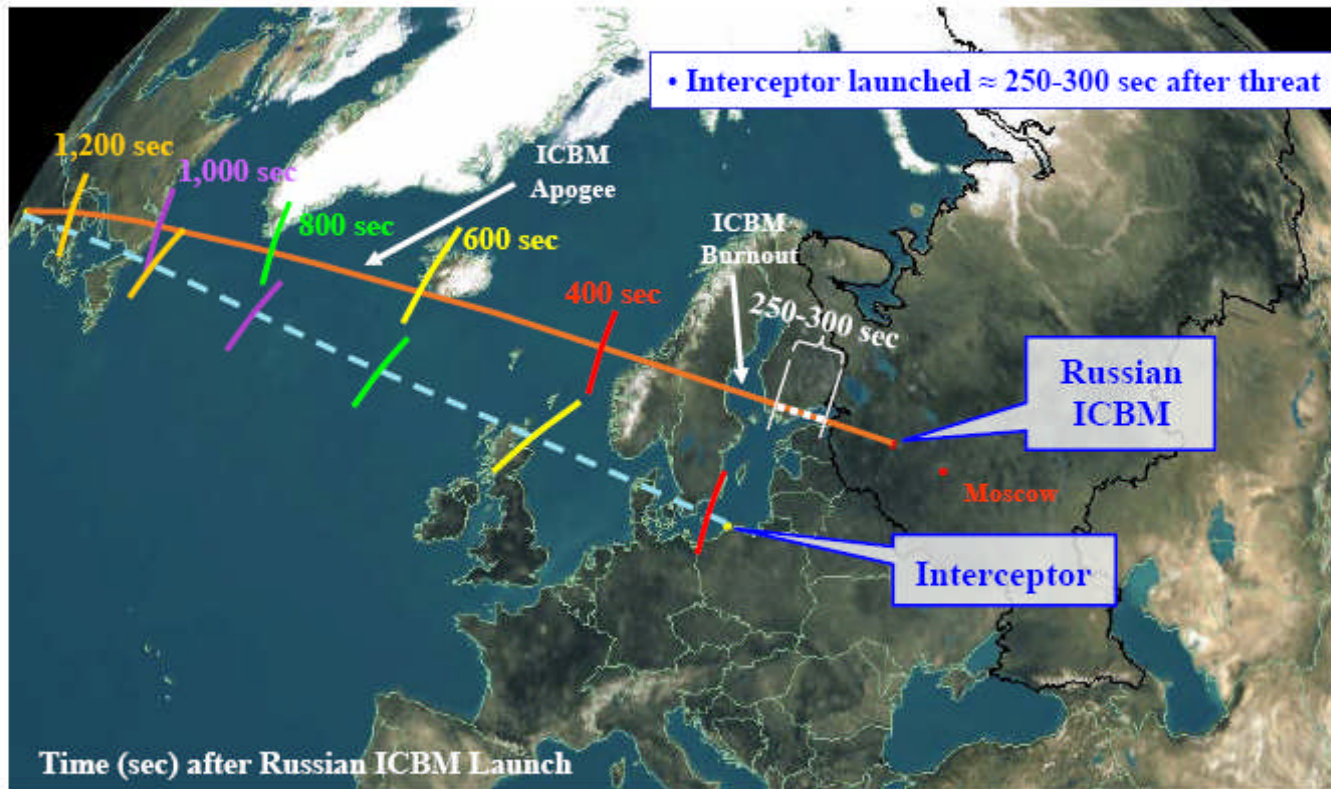 • Interceptor launched ≈ 250-300 sec after threat
1,200 sec
1,000 sec
ICBM
Apogee
800 sec
600 sec
ICBM
Burnout
400 sec
250-300 sec
Russian
ICBM
Moscow
Interceptor
Time (sec) after Russian ICBM Launch